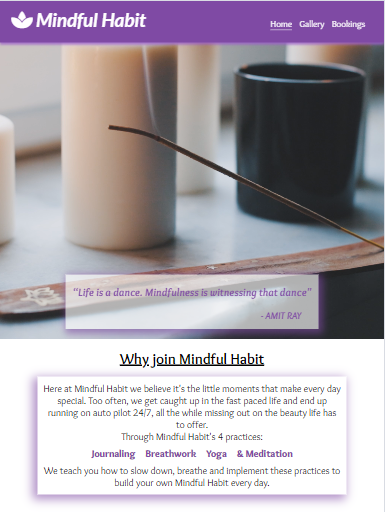 Mindful Habit
Home Gallery Bookings
“Life is a dance. Mindfulness is witnessing that dance”
- AMIT RAY
Why join Mindful Habit
Here at Mindful Habit we believe it's the little moments that make every day
special. Too often, we get caught up in the fast paced life and end up
running on auto pilot 24/7, all the while missing out on the beauty life has
to offer.
Through Mindful Habit's 4 practices:
Journaling Breathwork Yoga & Meditation
We teach you how to slow down, breathe and implement these practices to
build your own Mindful Habit every day.